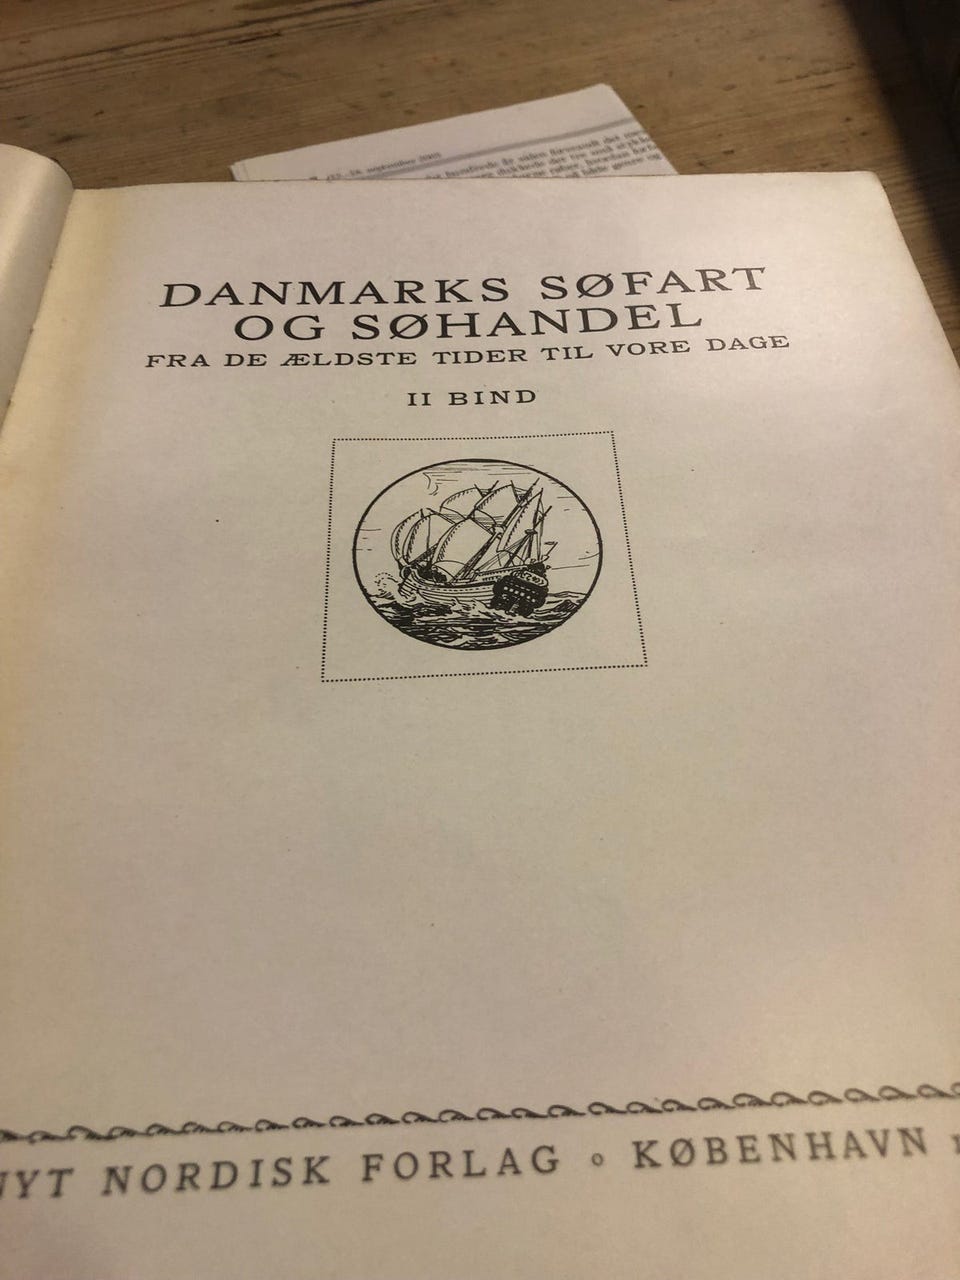 DANMARKS SØFART
OG SØHANDEL
FRA DE ÆLDSTE TIDER TIL VORE DAGE
II BIND
NYT NORDISK FORLAG ∘ KØBENHAVN